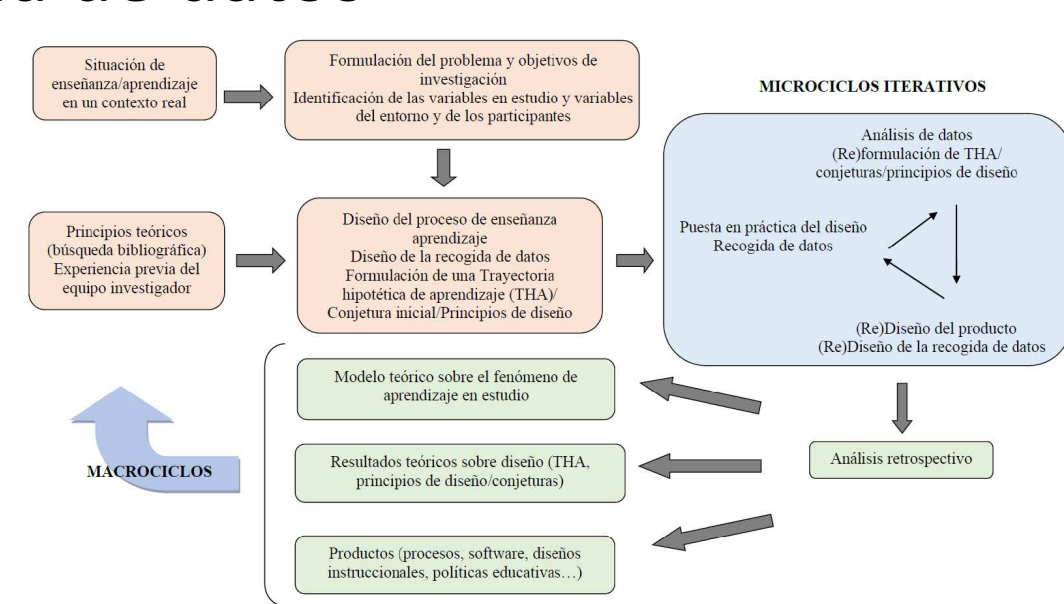 Situación de
enseñanza/aprendizaje
en un contexto real
Formulación del problema y objetivos de
investigación
Identificación de las variables en estudio y variables
del entorno y de los participantes
MICROCICLOS ITERATIVOS
Análisis de datos
(Re)formulación de THA/
conjeturas/principios de diseño
Puesta en práctica del diseño
Recogida de datos
(Re)Diseño del producto
(Re)Diseño de la recogida de datos
Principios teóricos
(búsqueda bibliográfica)
Experiencia previa del
equipo investigador
Diseño del proceso de enseñanza
aprendizaje
Diseño de la recogida de datos
Formulación de una Trayectoria
hipotética de aprendizaje (THA)/
Conjetura inicial/Principios de diseño
Modelo teórico sobre el fenómeno de
aprendizaje en estudio
Resultados teóricos sobre diseño (THA,
principios de diseño/conjeturas)
Productos (procesos, software, diseños
instruccionales, políticas educativas…)
Análisis retrospectivo
MACROCICLOS